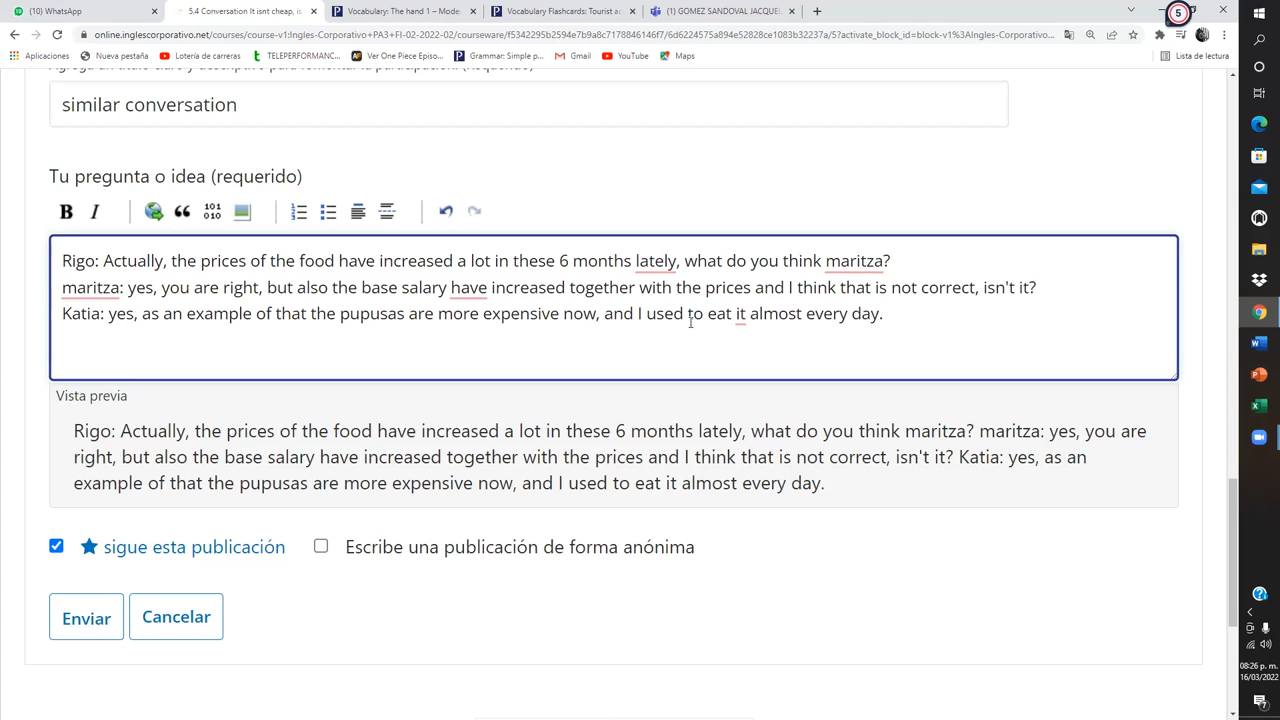 (10) WhatsApp
5.4 Conversation It isnt cheap, is
Vocabulary: The hand 1 – Moder
Vocabulary Flashcards: Tourist ac
(1) GOMEZ SANDOVAL JACQUEL
5
online.inglescorporativo.net/courses/course-v1:Ingles-Corporativo+PA3+FI-02-2022-02/courseware/f5342295b2594e7b9a8c7178846146f7/6d6224575a894e52828ce1083b32237a/5?activate_block_id=block-v1%3AIngles-Corporativo...
Aplicaciones
Nueva pestaña
Lotería de carretas
TELEPERFORMANC...
Ver One Piece Episo...
Grammar: Simple p...
Gmail
YouTube
Maps
Lista de lectura
similar conversation
Tu pregunta o idea (requerido)
B I
101
010
Rigo: Actually, the prices of the food have increased a lot in these 6 months lately, what do you think maritza?
maritza: yes, you are right, but also the base salary have increased together with the prices and I think that is not correct, isn't it?
Katia: yes, as an example of that the pupusas are more expensive now, and I used to eat it almost every day.
Vista previa
Rigo: Actually, the prices of the food have increased a lot in these 6 months lately, what do you think maritza? maritza: yes, you are
right, but also the base salary have increased together with the prices and I think that is not correct, isn't it? Katia: yes, as an
example of that the pupusas are more expensive now, and I used to eat it almost every day.
sigue esta publicación
Escribe una publicación de forma anónima
Enviar
Cancelar
08:26 p. m.
16/03/2022